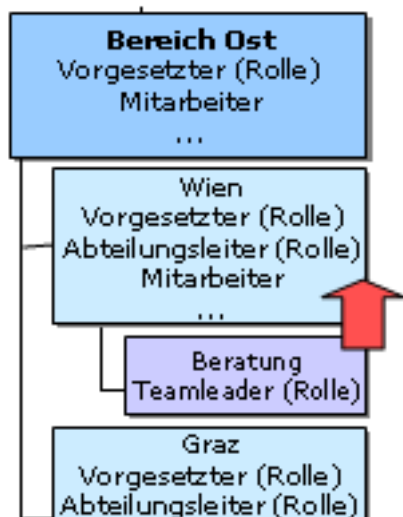 Bereich Ost
Vorgesetzter (Rolle)
Mitarbeiter
...
Wien
Vorgesetzter (Rolle)
Abteilungsleiter (Rolle)
Mitarbeiter
...
Beratung
Teamleader (Rolle)
Graz
Vorgesetzter (Rolle)
Abteilungsleiter (Rolle)